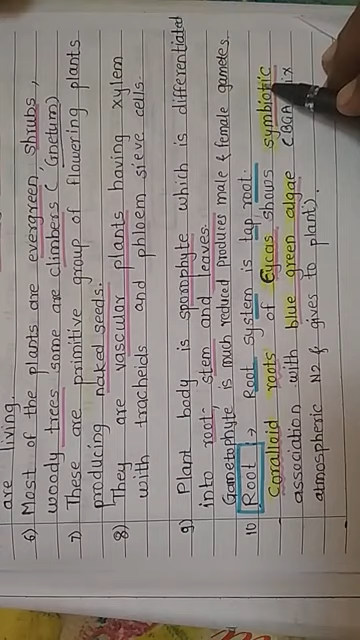 are living.
6) Most of the plants are evergreen, shrubs,
woody trees some are climbers (Gnetum)
7) These are primitive group of flowering plants
producing naked seeds.
8) They are vascular plants having xylem
with tracheids and phloem sieve cells.
9) Plant body is sporophyte which is differentiated
into root, stem and leaves.
Gametophyte is much reduced produces male & female gametes.
10 Root → Root system is tap root.
Coralloid roots of Cycas shows symbiotic
association with blue green algae (BGA ix
atmospheric N2 & gives to plant).